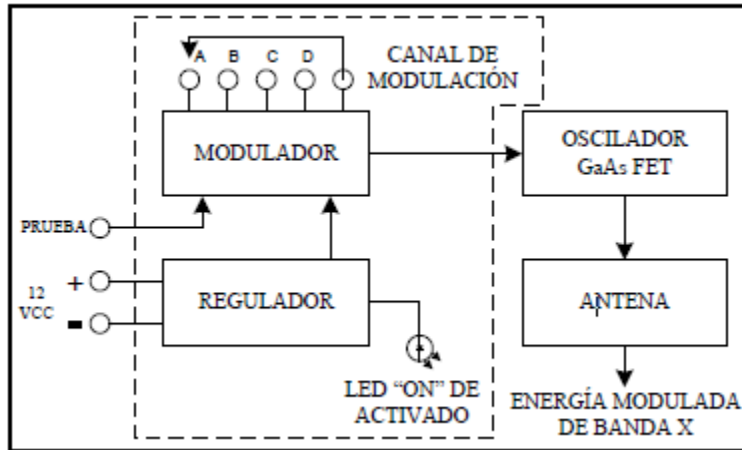 A B C D
CANAL DE
MODULACIÓN
MODULADOR
OSCILADOR
GaAs FET
PRUEBA
+
12
VCC
-
REGULADOR
ANTENA
LED “ON” DE
ACTIVADO
ENERGÍA MODULADA
DE BANDA X